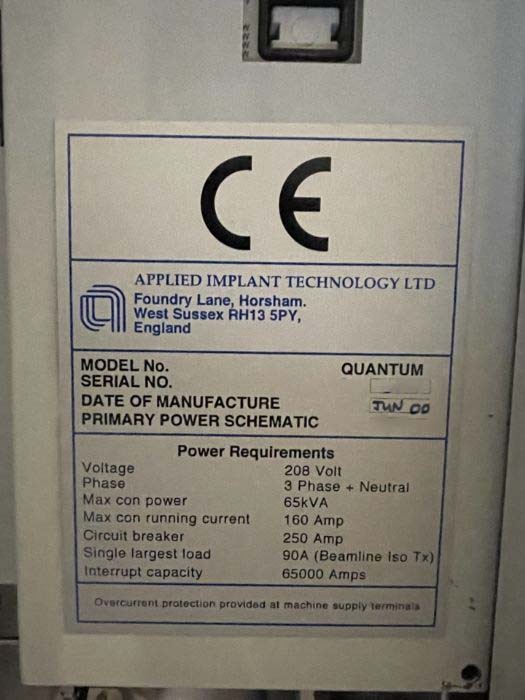 CE
APPLIED IMPLANT TECHNOLOGY LTD
Foundry Lane, Horsham.
West Sussex RH13 5PY,
England
MODEL No. QUANTUM
SERIAL NO.
DATE OF MANUFACTURE JUN 00
PRIMARY POWER SCHEMATIC
Power Requirements
Voltage 208 Volt
Phase 3 Phase + Neutral
Max con power 65kVA
Max con running current 160 Amp
Circuit breaker 250 Amp
Single largest load 90A (Beamline Iso Tx)
Interrupt capacity 65000 Amps
Overcurrent protection provided at machine supply terminals